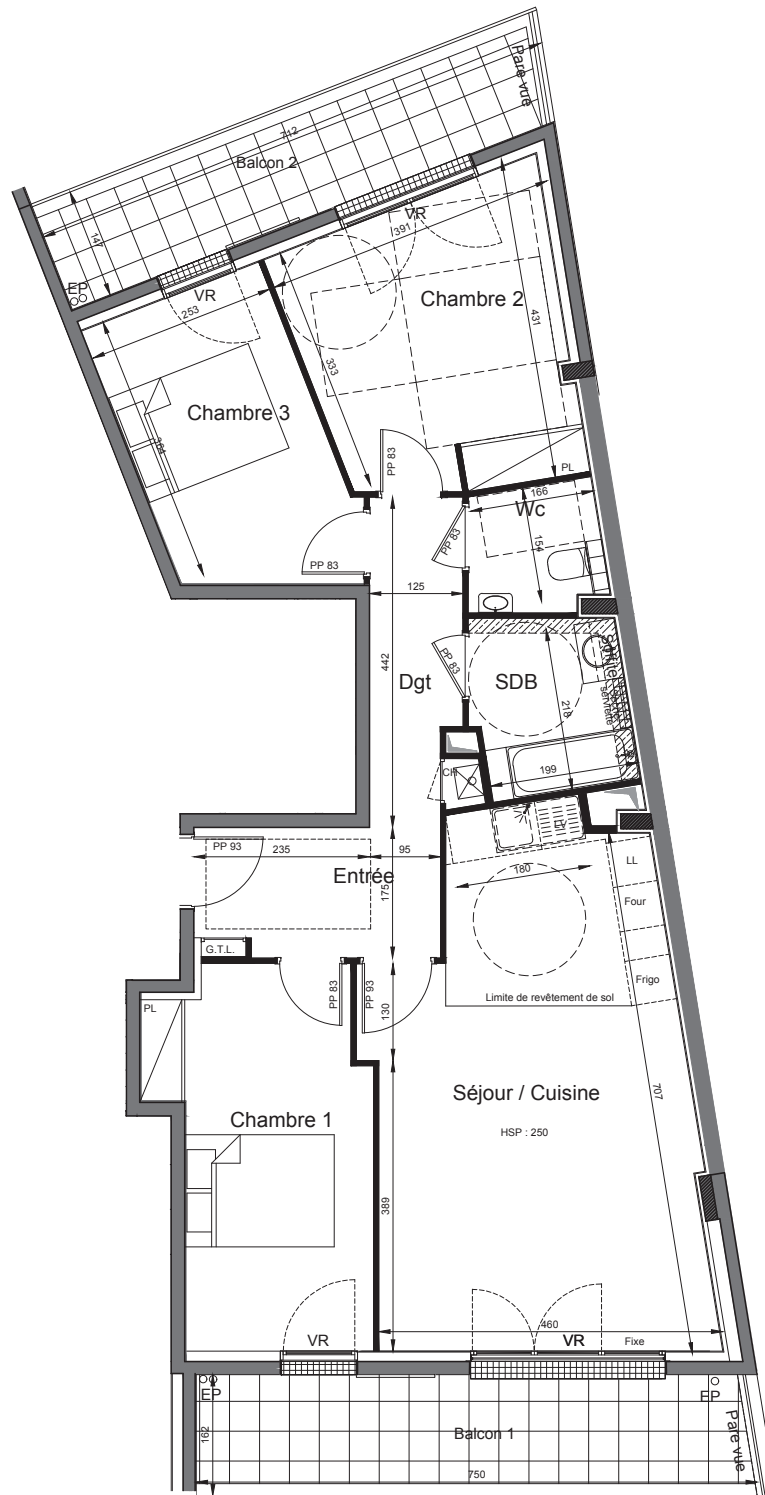 Pare vue
712
Balcon 2
147
EP
VR
VR
391
253
Chambre 2
431
333
Chambre 3
364
PP 83
PL
166
Wc
154
PP 83
PP 83
125
442
PP 83
Dgt
SDB
218
serviette
199
CH
LV
PP 93
235
95
Entrée
175
180
LL
Four
G.T.L.
Frigo
PP 83
PP 93
130
Limite de revêtement de sol
PL
707
Séjour / Cuisine
Chambre 1
HSP : 250
389
460
VR
VR
Fixe
EP
EP
162
Balcon 1
Pare vue
750